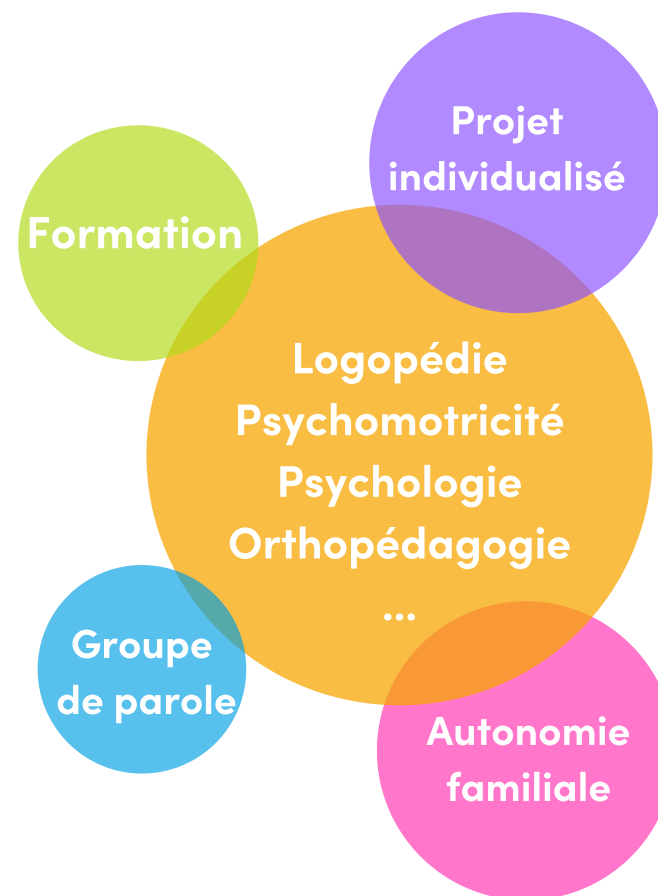 Projet
individualisé
Formation
Logopédie
Psychomotricité
Psychologie
Orthopédagogie
...
Groupe
de parole
Autonomie
familiale